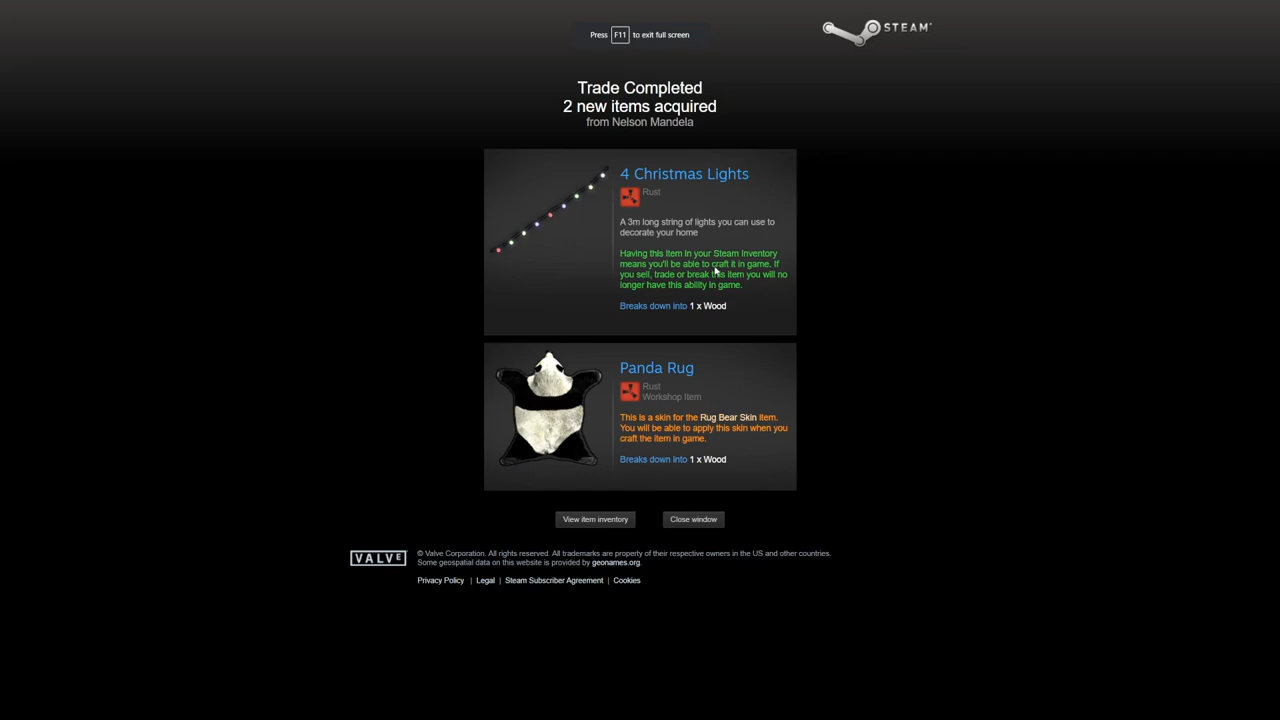 Press F11 to exit full screen
STEAM
Trade Completed
2 new items acquired
from Nelson Mandela
4 Christmas Lights
Rust
A 3m long string of lights you can use to
decorate your home
Having this item in your Steam Inventory
means you'll be able to craft it in game. If
you sell, trade or break this item you will no
longer have this ability in game.
Breaks down into 1 x Wood
Panda Rug
Rust
Workshop Item
This is a skin for the Rug Bear Skin item.
You will be able to apply this skin when you
craft the item in game.
Breaks down into 1 x Wood
View item inventory
Close window
VALVE
© Valve Corporation. All rights reserved. All trademarks are property of their respective owners in the US and other countries.
Some geospatial data on this website is provided by geonames.org.
Privacy Policy | Legal | Steam Subscriber Agreement | Cookies